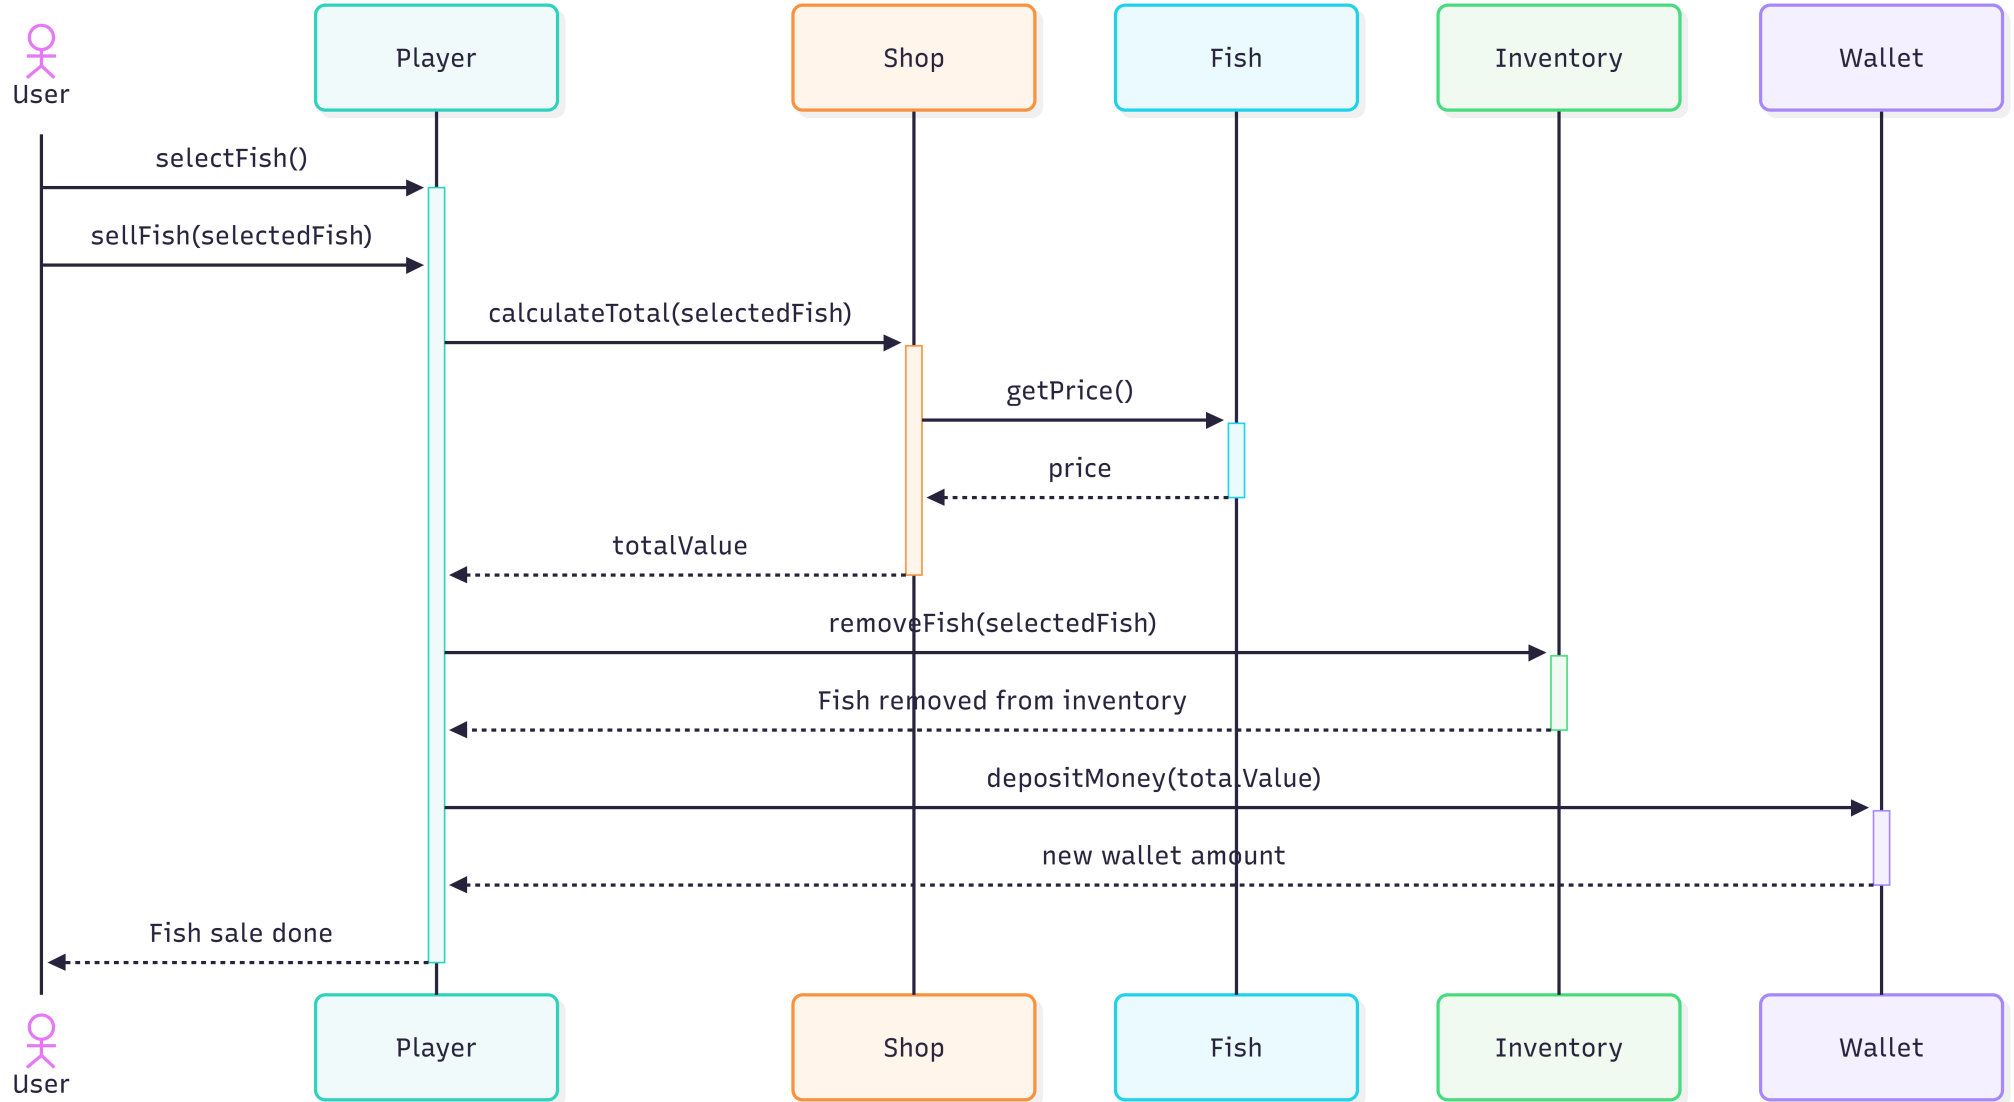 User
Player
Shop
Fish
Inventory
Wallet
selectFish()
sellFish(selectedFish)
calculateTotal(selectedFish)
getPrice()
price
totalValue
removeFish(selectedFish)
Fish removed from inventory
depositMoney(totalValue)
new wallet amount
Fish sale done
User
Player
Shop
Fish
Inventory
Wallet